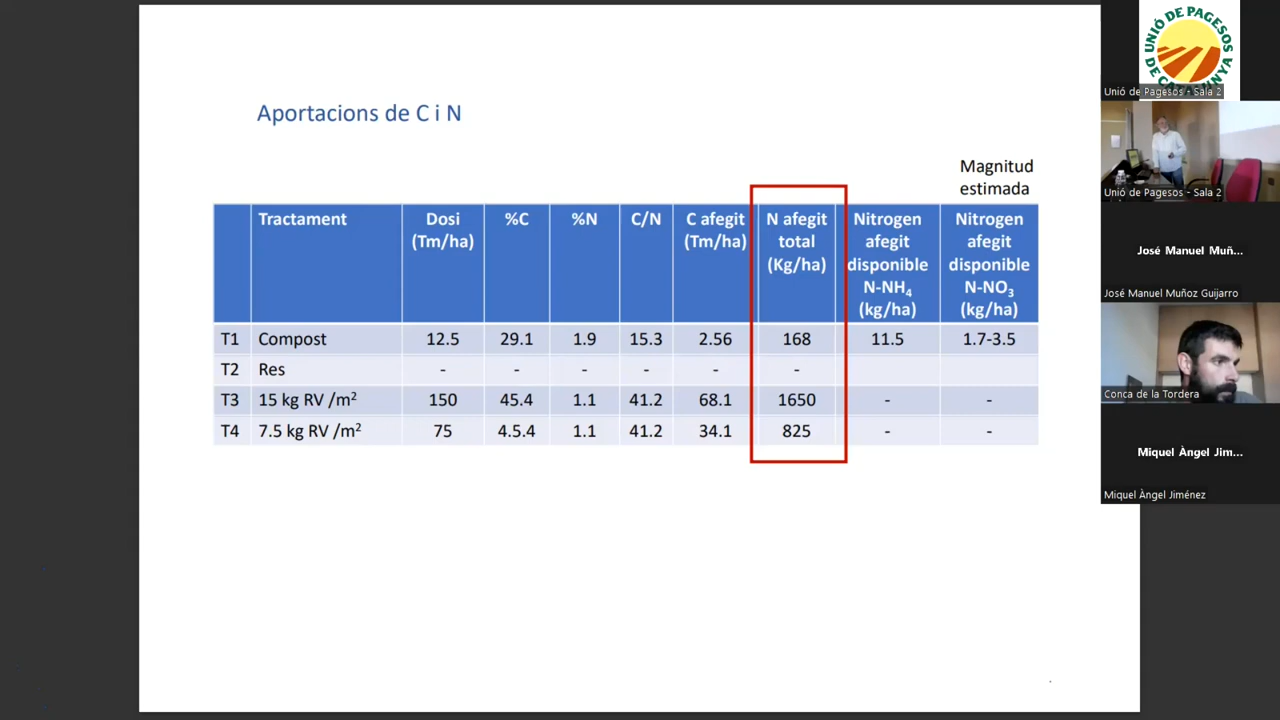 Aportacions de C i N
Magnitud
estimada
Tractament Dosi (Tm/ha) %C %N C/N C afegit (Tm/ha) N afegit total (Kg/ha) Nitrogen afegit disponible N-NH4 (kg/ha) Nitrogen afegit disponible N-NO3 (kg/ha)
T1 Compost 12.5 29.1 1.9 15.3 2.56 168 11.5 1.7-3.5
T2 Res - - - - - -
T3 15 kg RV /m2 150 45.4 1.1 41.2 68.1 1650 - -
T4 7.5 kg RV /m2 75 4.5.4 1.1 41.2 34.1 825 - -
UNIÓ DE PAGESOS
DE CATALUNYA
Unió de Pagesos - Sala 2
Unió de Pagesos - Sala 2
José Manuel Muñ...
José Manuel Muñoz Guijarro
Conca de la Tordera
Miquel Àngel Jim...
Miquel Àngel Jiménez